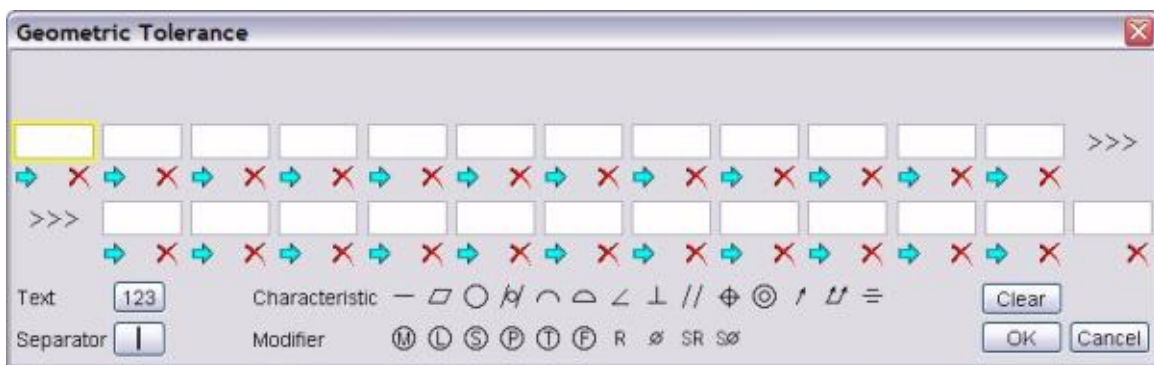 Geometric Tolerance
>>>
>>>
Text 123 Characteristic — ⏥ ○ ⌭ ⌒ ⌓ ∠ ⊥ // ⌖ ◎ ↗ ⌰ ⌯ Clear
Separator | Modifier Ⓜ Ⓛ Ⓢ Ⓟ Ⓣ Ⓕ R ø SR Sø OK Cancel